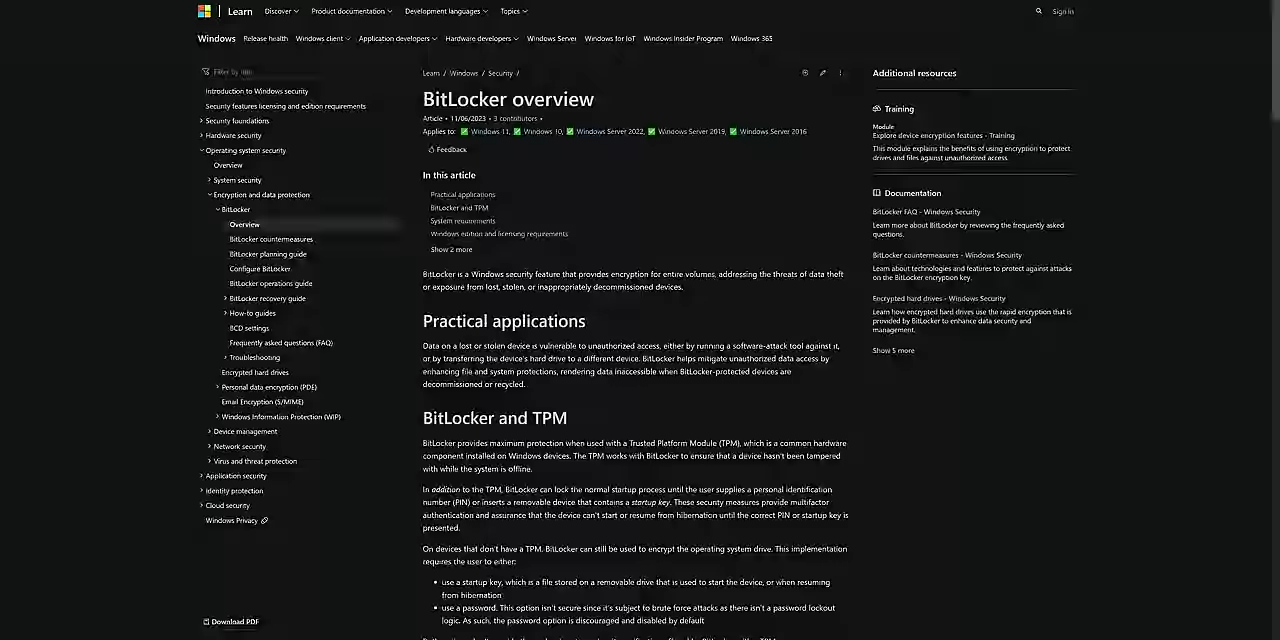 Learn Discover Product documentation Development languages Topics Sign in
Windows Release health Windows client Application developers Hardware developers Windows Server Windows for IoT Windows Insider Program Windows 365
Filter by title
Introduction to Windows security
Security features licensing and edition requirements
Security foundations
Hardware security
Operating system security
Overview
System security
Encryption and data protection
BitLocker
Overview
BitLocker countermeasures
BitLocker planning guide
Configure BitLocker
BitLocker operations guide
BitLocker recovery guide
How-to guides
BCD settings
Frequently asked questions (FAQ)
Troubleshooting
Encrypted hard drives
Personal data encryption (PDE)
Email Encryption (S/MIME)
Windows Information Protection (WIP)
Device management
Network security
Virus and threat protection
Application security
Identity protection
Cloud security
Windows Privacy
Download PDF
Learn / Windows / Security /
BitLocker overview
Article • 11/06/2023 • 3 contributors •
Applies to: ✅ Windows 11, ✅ Windows 10, ✅ Windows Server 2022, ✅ Windows Server 2019, ✅ Windows Server 2016
Feedback
In this article
Practical applications
BitLocker and TPM
System requirements
Windows edition and licensing requirements
Show 2 more
BitLocker is a Windows security feature that provides encryption for entire volumes, addressing the threats of data theft
or exposure from lost, stolen, or inappropriately decommissioned devices.
Practical applications
Data on a lost or stolen device is vulnerable to unauthorized access, either by running a software-attack tool against it,
or by transferring the device's hard drive to a different device. BitLocker helps mitigate unauthorized data access by
enhancing file and system protections, rendering data inaccessible when BitLocker-protected devices are
decommissioned or recycled.
BitLocker and TPM
BitLocker provides maximum protection when used with a Trusted Platform Module (TPM), which is a common hardware
component installed on Windows devices. The TPM works with BitLocker to ensure that a device hasn't been tampered
with while the system is offline.
In addition to the TPM, BitLocker can lock the normal startup process until the user supplies a personal identification
number (PIN) or inserts a removable device that contains a startup key. These security measures provide multifactor
authentication and assurance that the device can't start or resume from hibernation until the correct PIN or startup key is
presented.
On devices that don't have a TPM, BitLocker can still be used to encrypt the operating system drive. This implementation
requires the user to either:
• use a startup key, which is a file stored on a removable drive that is used to start the device, or when resuming
from hibernation
• use a password. This option isn't secure since it's subject to brute force attacks as there isn't a password lockout
logic. As such, the password option is discouraged and disabled by default
Additional resources
Training
Module
Explore device encryption features - Training
This module explains the benefits of using encryption to protect
drives and files against unauthorized access.
Documentation
BitLocker FAQ - Windows Security
Learn more about BitLocker by reviewing the frequently asked
questions.
BitLocker countermeasures - Windows Security
Learn about technologies and features to protect against attacks
on the BitLocker encryption key.
Encrypted hard drives - Windows Security
Learn how encrypted hard drives use the rapid encryption that is
provided by BitLocker to enhance data security and
management.
Show 5 more